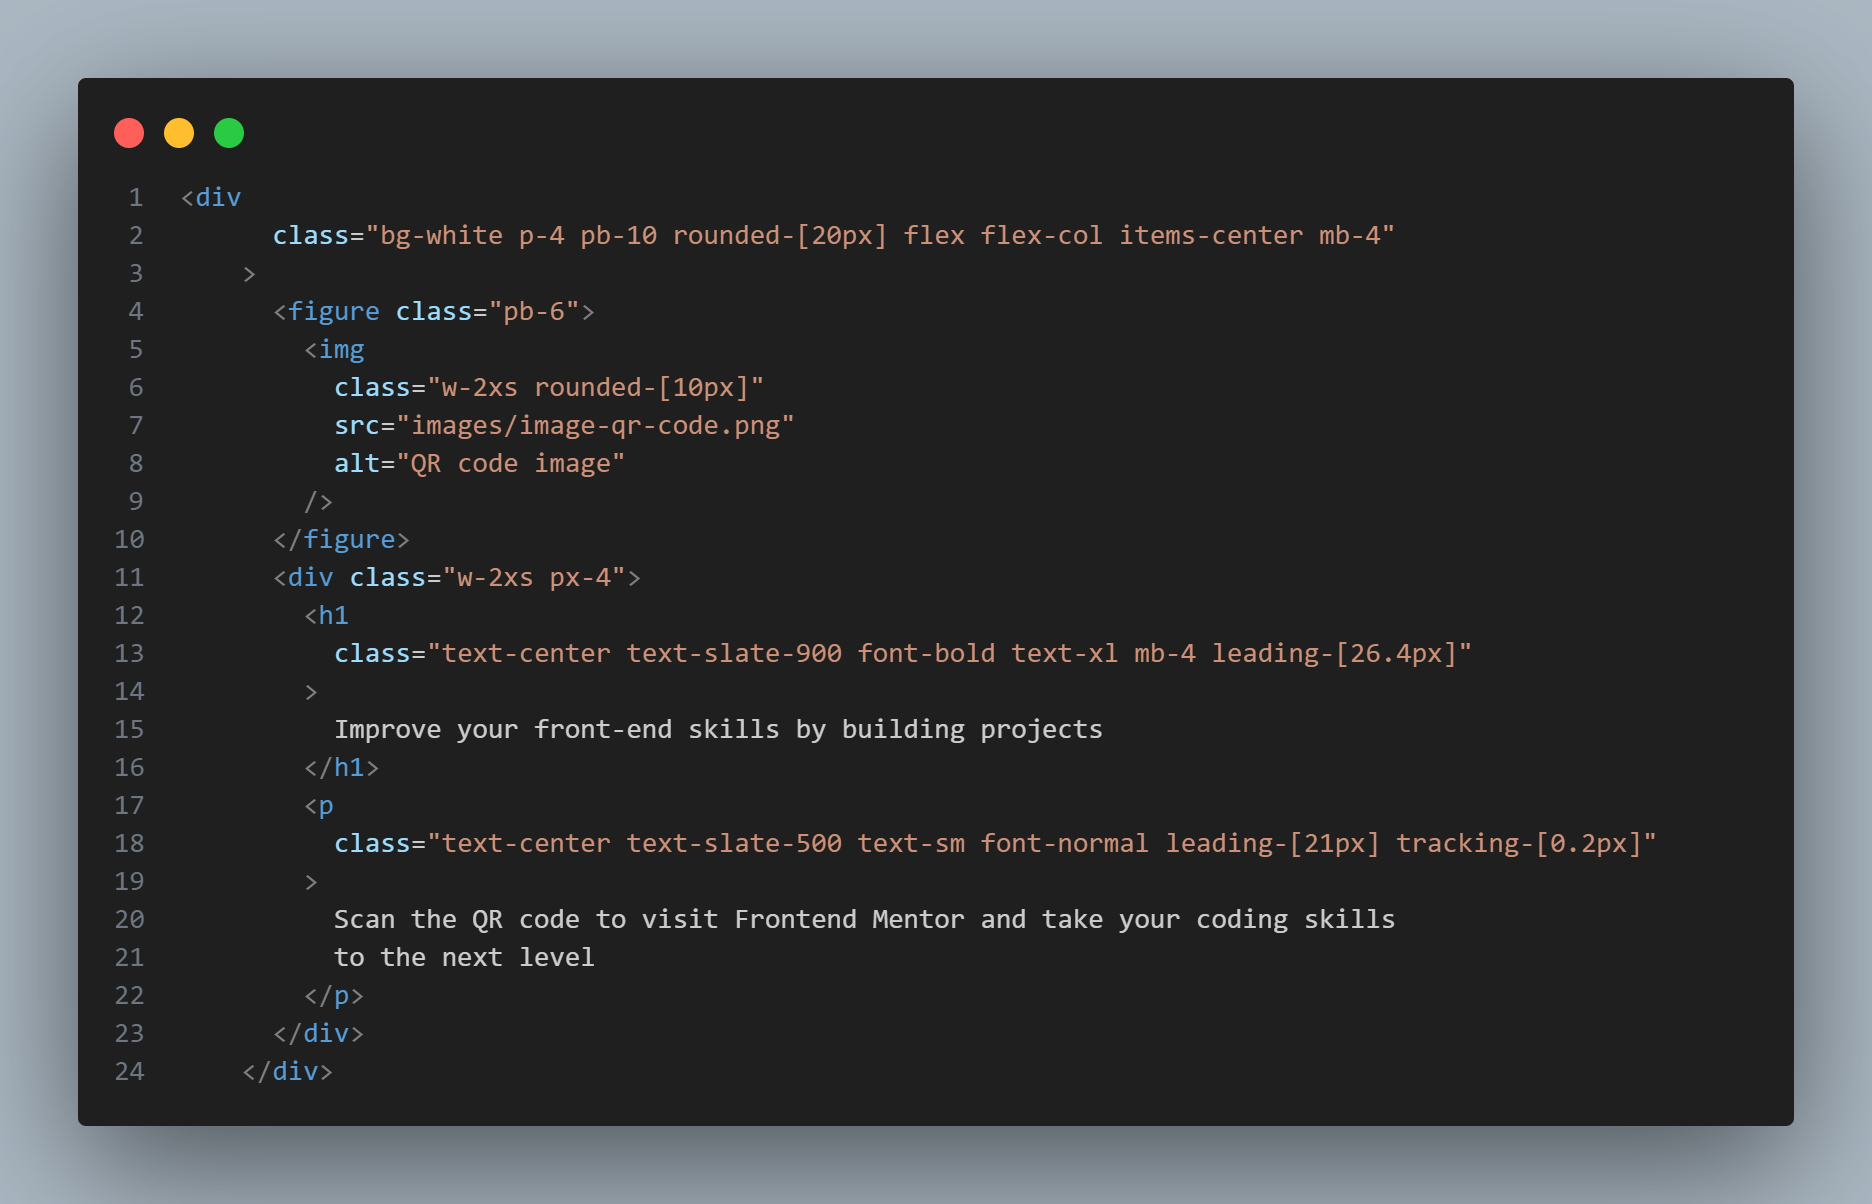 1 <div
2 class="bg-white p-4 pb-10 rounded-[20px] flex flex-col items-center mb-4"
3 >
4 <figure class="pb-6">
5 <img
6 class="w-2xs rounded-[10px]"
7 src="images/image-qr-code.png"
8 alt="QR code image"
9 />
10 </figure>
11 <div class="w-2xs px-4">
12 <h1
13 class="text-center text-slate-900 font-bold text-xl mb-4 leading-[26.4px]"
14 >
15 Improve your front-end skills by building projects
16 </h1>
17 <p
18 class="text-center text-slate-500 text-sm font-normal leading-[21px] tracking-[0.2px]"
19 >
20 Scan the QR code to visit Frontend Mentor and take your coding skills
21 to the next level
22 </p>
23 </div>
24 </div>